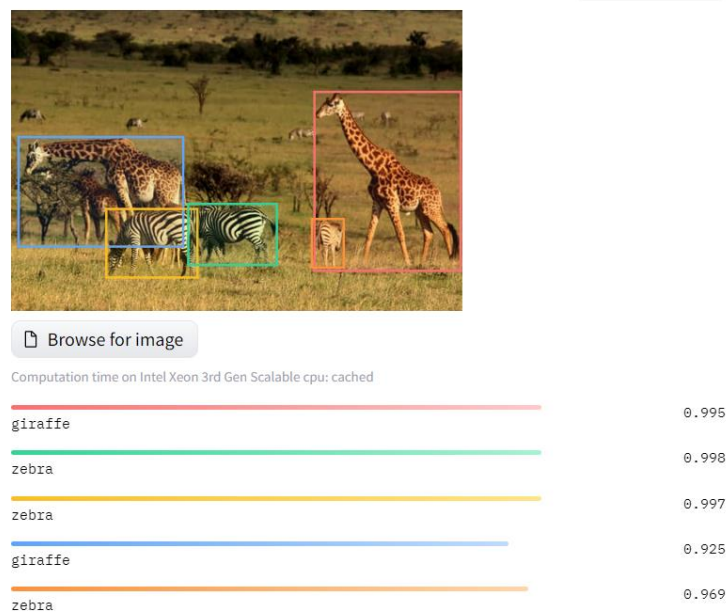 Browse for image
Computation time on Intel Xeon 3rd Gen Scalable cpu: cached
giraffe 0.995
zebra 0.998
zebra 0.997
giraffe 0.925
zebra 0.969